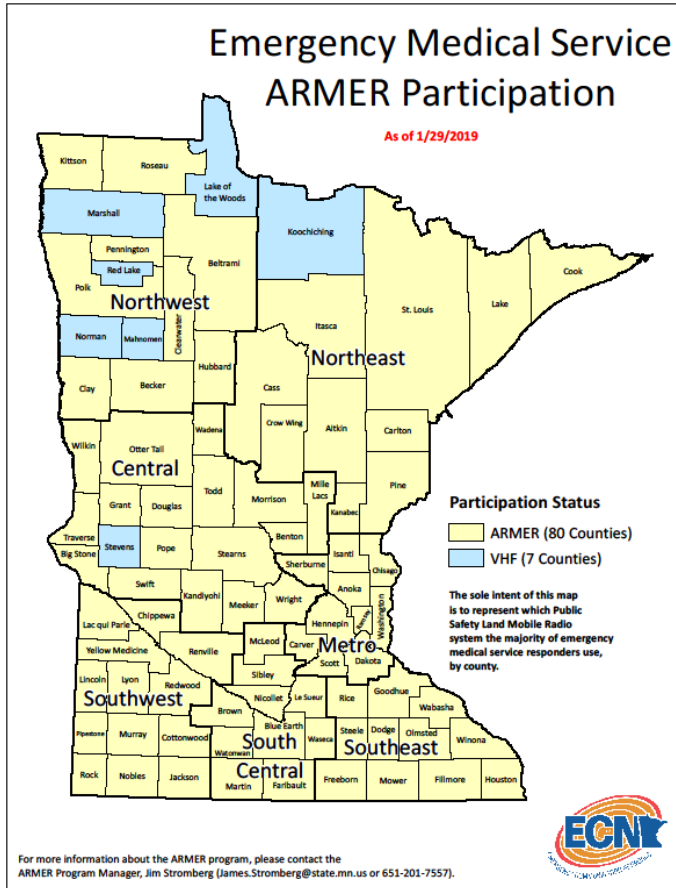 Emergency Medical Service
ARMER Participation
As of 1/29/2019
Kittson
Roseau
Lake of
the Woods
Marshall
Koochiching
Pennington
Beltrami
Red Lake
Polk
Northwest
Clearwater
Cook
Lake
St. Louis
Itasca
Northeast
Norman
Mahnomen
Hubbard
Cass
Clay
Becker
Crow Wing
Aitkin
Carlton
Wadena
Wilkin
Otter Tail
Central
Pine
Todd
Mille
Lacs
Grant
Douglas
Morrison
Kanabec
Benton
Traverse
Big Stone
Stevens
Pope
Stearns
Isanti
Sherburne
Chisago
Swift
Kandiyohi
Meeker
Wright
Anoka
Washington
Ramsey
Hennepin
Chippewa
Lac qui Parle
McLeod
Carver
Metro
Yellow Medicine
Renville
Scott
Dakota
Sibley
Lincoln
Lyon
Redwood
Southwest
Nicollet
Le Sueur
Rice
Goodhue
Wabasha
Brown
Blue Earth
South
Central
Waseca
Steele
Dodge
Olmsted
Southeast
Winona
Pipestone
Murray
Cottonwood
Watonwan
Rock
Nobles
Jackson
Martin
Faribault
Freeborn
Mower
Fillmore
Houston
Participation Status
ARMER (80 Counties)
VHF (7 Counties)
The sole intent of this map
is to represent which Public
Safety Land Mobile Radio
system the majority of emergency
medical service responders use,
by county.
ECN
For more information about the ARMER program, please contact the
ARMER Program Manager, Jim Stromberg (James.Stromberg@state.mn.us or 651-201-7557).